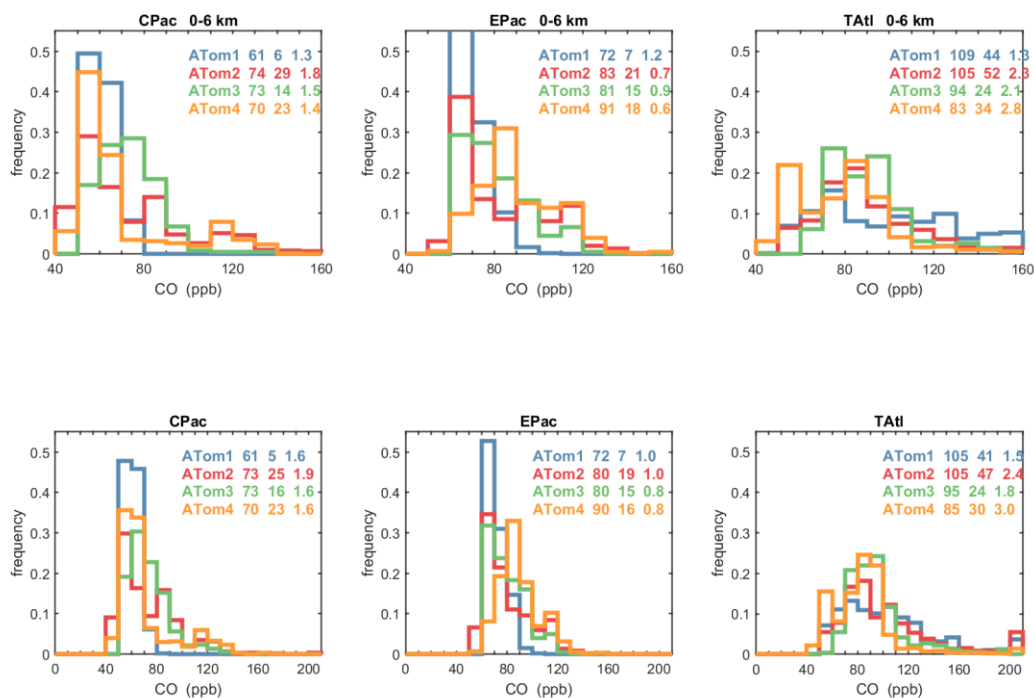 CPac 0-6 km
0.5
0.4
0.3
0.2
0.1
0
frequency
ATom1 61 6 1.3
ATom2 74 29 1.8
ATom3 73 14 1.5
ATom4 70 23 1.4
40 80 120 160
CO (ppb)
EPac 0-6 km
0.5
0.4
0.3
0.2
0.1
0
frequency
ATom1 72 7 1.2
ATom2 83 21 0.7
ATom3 81 15 0.9
ATom4 91 18 0.6
40 80 120 160
CO (ppb)
TAtl 0-6 km
0.5
0.4
0.3
0.2
0.1
0
frequency
ATom1 109 44 1.3
ATom2 105 52 2.3
ATom3 94 24 2.1
ATom4 83 34 2.8
40 80 120 160
CO (ppb)
CPac
0.5
0.4
0.3
0.2
0.1
0
frequency
ATom1 61 5 1.6
ATom2 73 25 1.9
ATom3 73 16 1.6
ATom4 70 23 1.6
0 40 80 120 160 200
CO (ppb)
EPac
0.5
0.4
0.3
0.2
0.1
0
frequency
ATom1 72 7 1.0
ATom2 80 19 1.0
ATom3 80 15 0.8
ATom4 90 16 0.8
0 40 80 120 160 200
CO (ppb)
TAtl
0.5
0.4
0.3
0.2
0.1
0
frequency
ATom1 105 41 1.5
ATom2 105 47 2.4
ATom3 95 24 1.8
ATom4 85 30 3.0
0 40 80 120 160 200
CO (ppb)